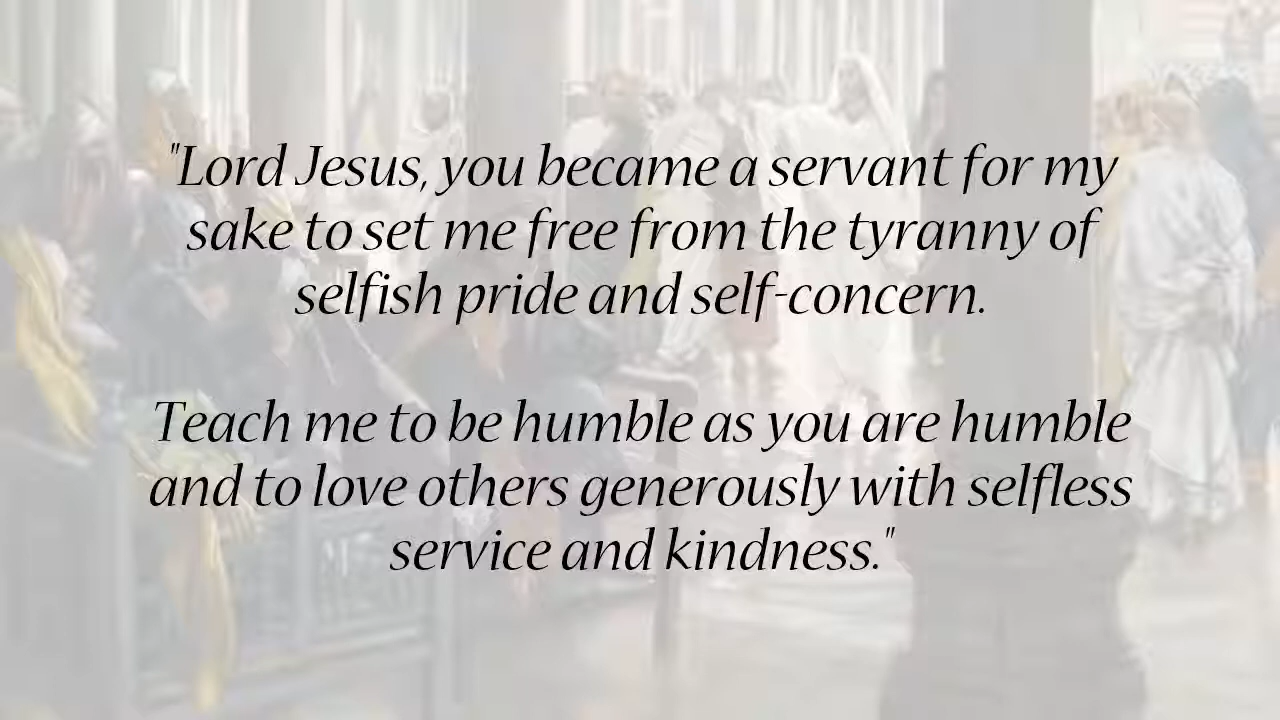 "Lord Jesus, you became a servant for my
sake to set me free from the tyranny of
selfish pride and self-concern.
Teach me to be humble as you are humble
and to love others generously with selfless
service and kindness."